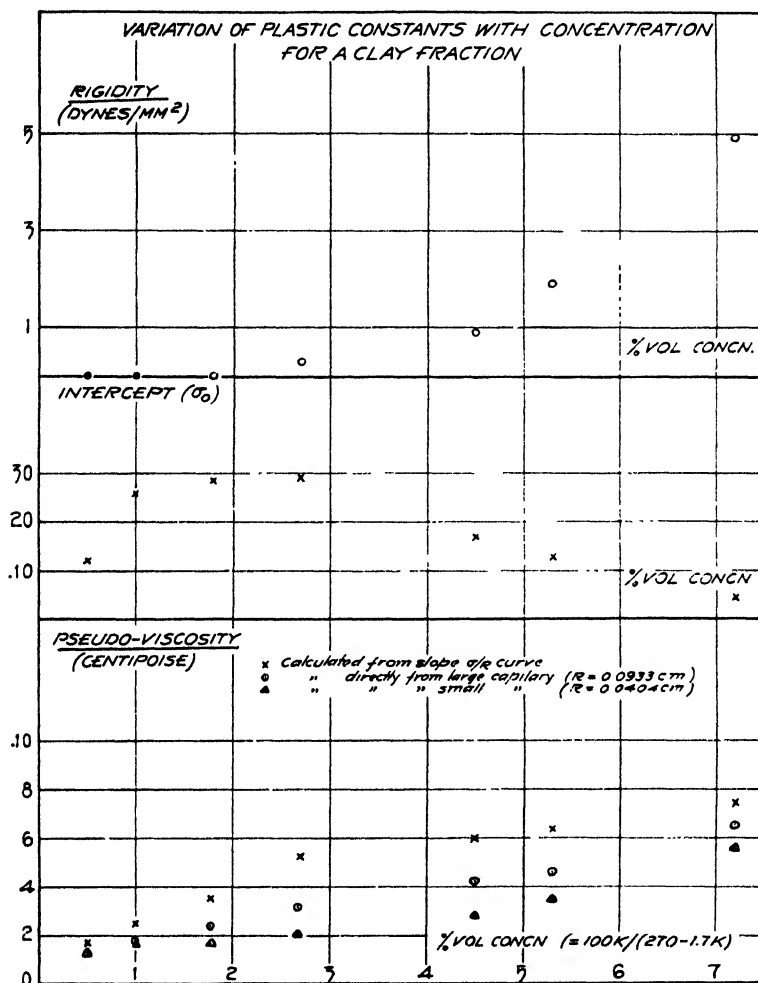 VARIATION OF PLASTIC CONSTANTS WITH CONCENTRATION
FOR A CLAY FRACTION
RIGIDITY
(DYNES/MM²)
5
3
1
% VOL CONCN.
INTERCEPT (σ₀)
30
20
.10
% VOL CONCN
PSEUDO-VISCOSITY
(CENTIPOISE)
x Calculated from slope σ/R curve
⊙ " directly from large capilary (R = 0 0933 cm)
▲ " " " small " (R = 0.0404 cm)
.10
8
6
4
2
% VOL CONCN (= 100K/(270-1.7K)
0 1 2 3 4 5 6 7